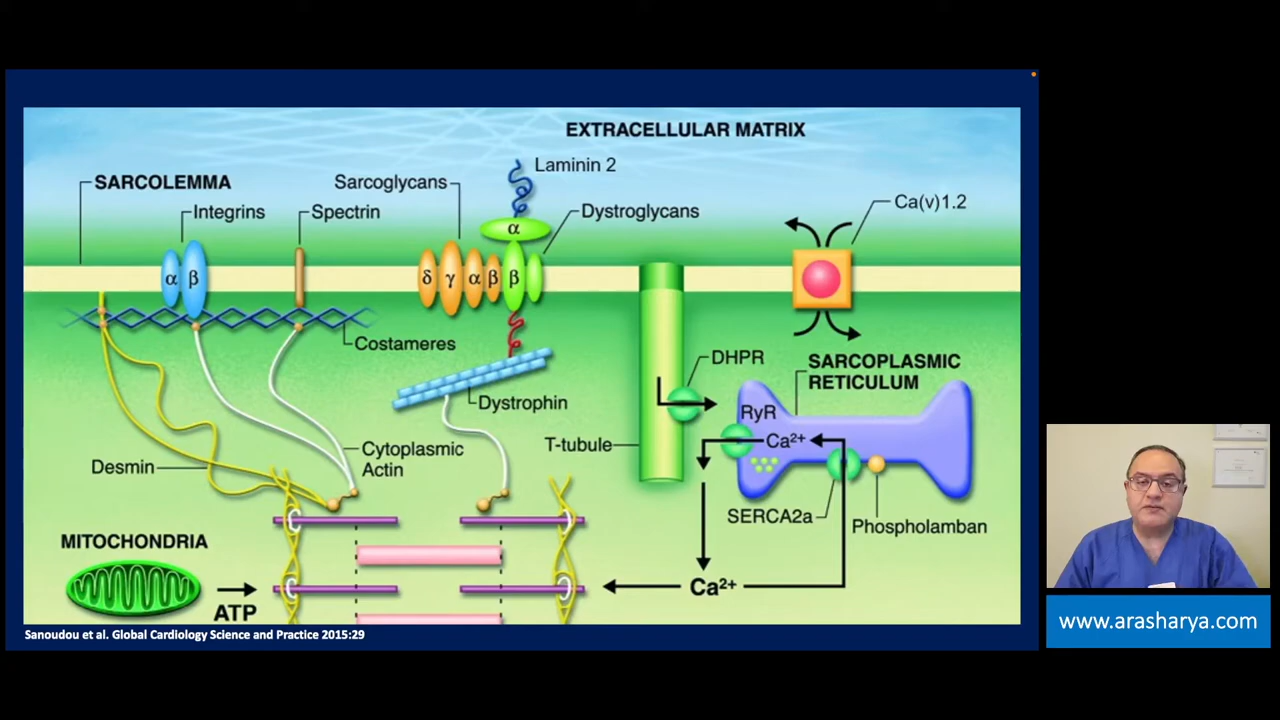 EXTRACELLULAR MATRIX
Laminin 2
SARCOLEMMA
Sarcoglycans
Integrins
Spectrin
Dystroglycans
Ca(v)1.2
α
α β
δ γ α β β
Costameres
DHPR
SARCOPLASMIC
RETICULUM
Dystrophin
RyR
Ca²⁺
T-tubule
Cytoplasmic
Actin
Desmin
SERCA2a
Phospholamban
MITOCHONDRIA
ATP
Ca²⁺
Sanoudou et al. Global Cardiology Science and Practice 2015:29
www.arasharya.com